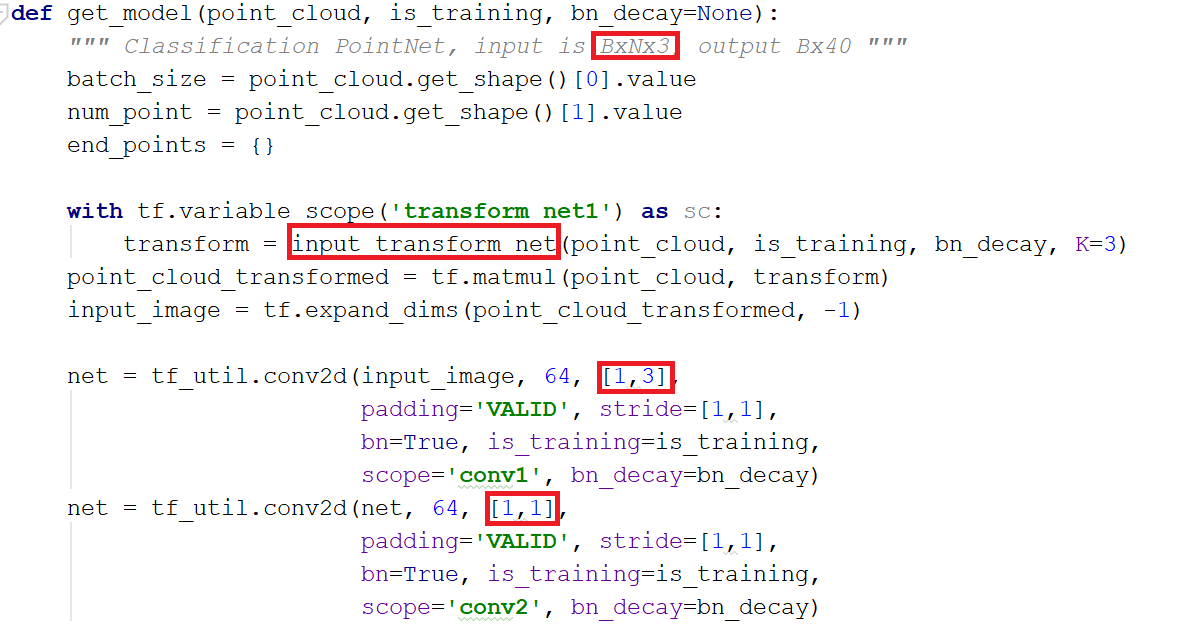 def get_model(point_cloud, is_training, bn_decay=None):
    """ Classification PointNet, input is BxNx3, output Bx40 """
    batch_size = point_cloud.get_shape()[0].value
    num_point = point_cloud.get_shape()[1].value
    end_points = {}

    with tf.variable_scope('transform_net1') as sc:
        transform = input_transform_net(point_cloud, is_training, bn_decay, K=3)
    point_cloud_transformed = tf.matmul(point_cloud, transform)
    input_image = tf.expand_dims(point_cloud_transformed, -1)

    net = tf_util.conv2d(input_image, 64, [1,3],
                         padding='VALID', stride=[1,1],
                         bn=True, is_training=is_training,
                         scope='conv1', bn_decay=bn_decay)
    net = tf_util.conv2d(net, 64, [1,1],
                         padding='VALID', stride=[1,1],
                         bn=True, is_training=is_training,
                         scope='conv2', bn_decay=bn_decay)